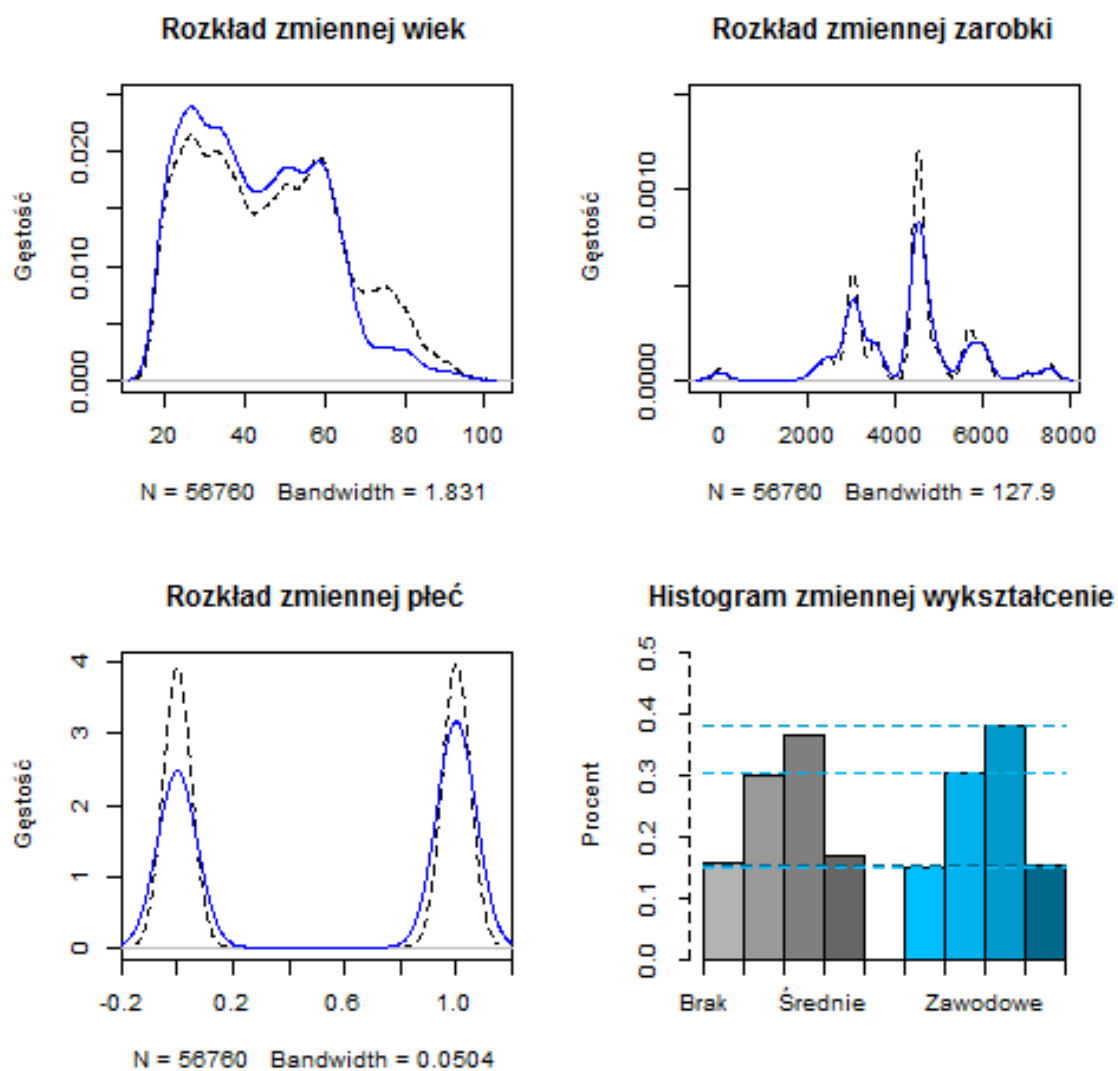 Rozkład zmiennej wiek
Gęstość
0.000 0.010 0.020
20 40 60 80 100
N = 56760 Bandwidth = 1.831
Rozkład zmiennej zarobki
Gęstość
0.0000 0.0010
0 2000 4000 6000 8000
N = 56760 Bandwidth = 127.9
Rozkład zmiennej płeć
Gęstość
0 1 2 3 4
-0.2 0.2 0.6 1.0
N = 56760 Bandwidth = 0.0504
Histogram zmiennej wykształcenie
Procent
0.0 0.1 0.2 0.3 0.4 0.5
Brak Średnie Zawodowe